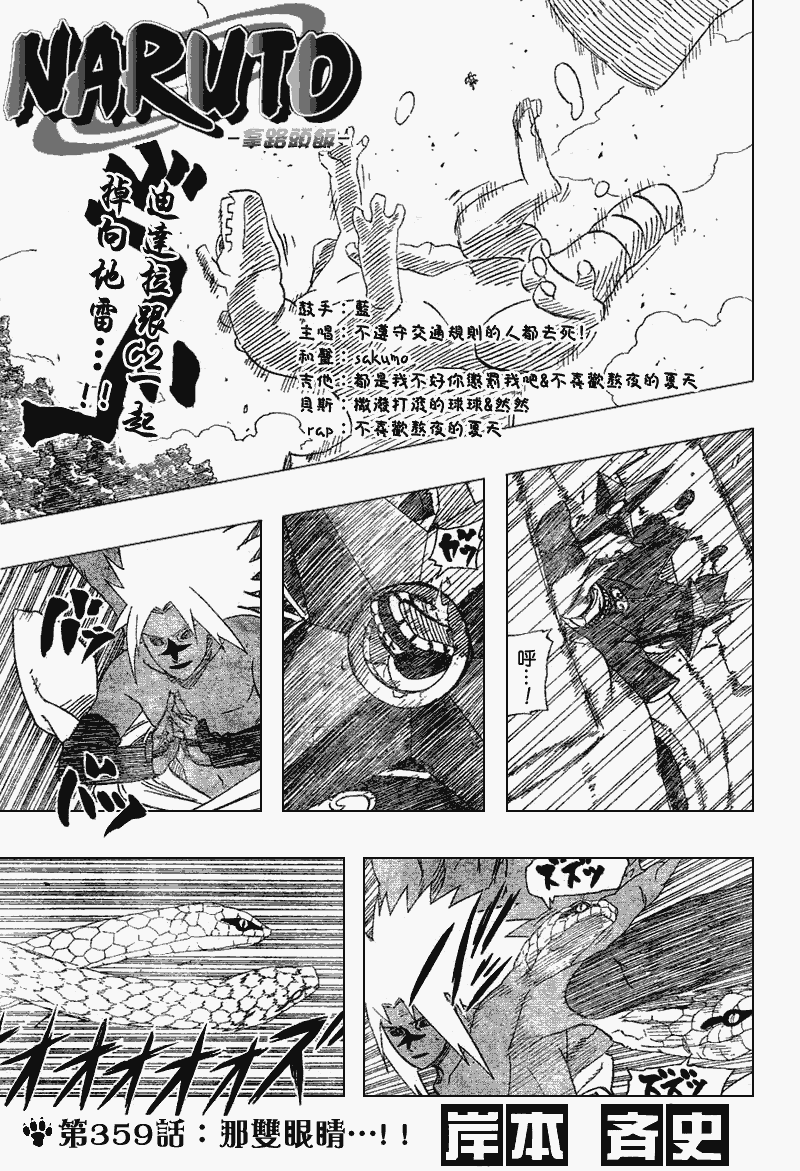 NARUTO
-拿路頭飯-
迪達拉跟C2一起
掉向地雷…!!
鼓手:藍
主唱:不遵守交通規則的人都去死!
和聲:sakumo
吉他:都是我不好你懲罰我吧&不喜歡熬夜的夏天
貝斯:撒潑打滾的球球&然然
rap:不喜歡熬夜的夏天
ガッ
呼…!
バッ
バッ
ズズッ
ズズッ
オオオオオズ
第359話:那雙眼睛…!!
岸本 斉史